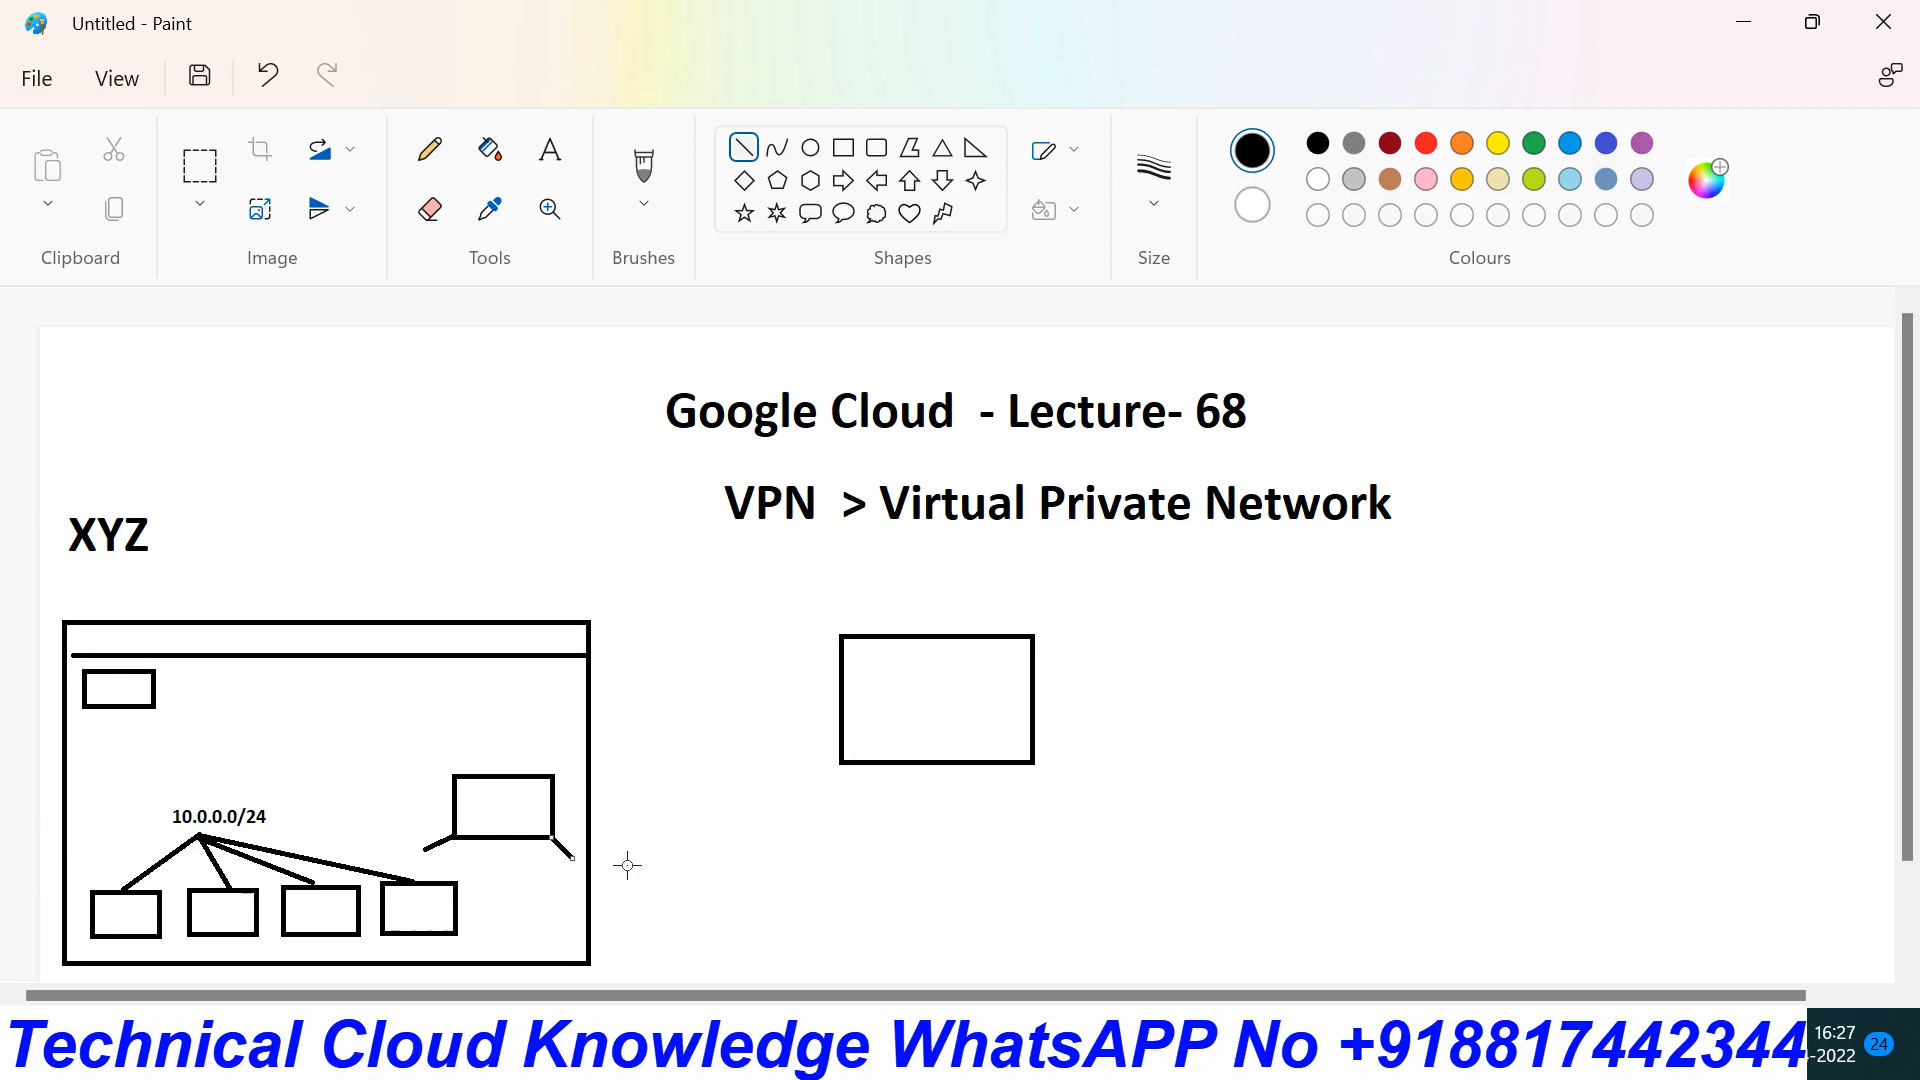 Untitled - Paint
File View
Clipboard Image Tools Brushes Shapes Size Colours
Google Cloud - Lecture- 68
VPN > Virtual Private Network
XYZ
10.0.0.0/24
Technical Cloud Knowledge WhatsAPP No +918817442344
16:27
-2022
24